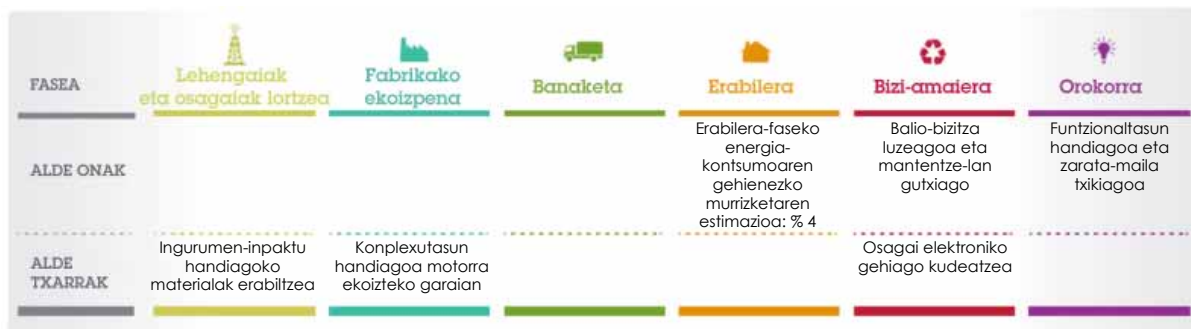 FASEA
Lehengaiak
eta osagaiak lortzea
Fabrikako
ekoizpena
Banaketa
Erabilera
Bizi-amaiera
Orokorra
ALDE ONAK
Erabilera-faseko
energia-
kontsumoaren
gehienezko
murrizketaren
estimazioa: % 4
Balio-bizitza
luzeagoa eta
mantentze-lan
gutxiago
Funtzionaltasun
handiagoa eta
zarata-maila
txikiagoa
ALDE
TXARRAK
Ingurumen-inpaktu
handiagoko
materialak erabiltzea
Konplexutasun
handiagoa motorra
ekoizteko garaian
Osagai elektroniko
gehiago kudeatzea